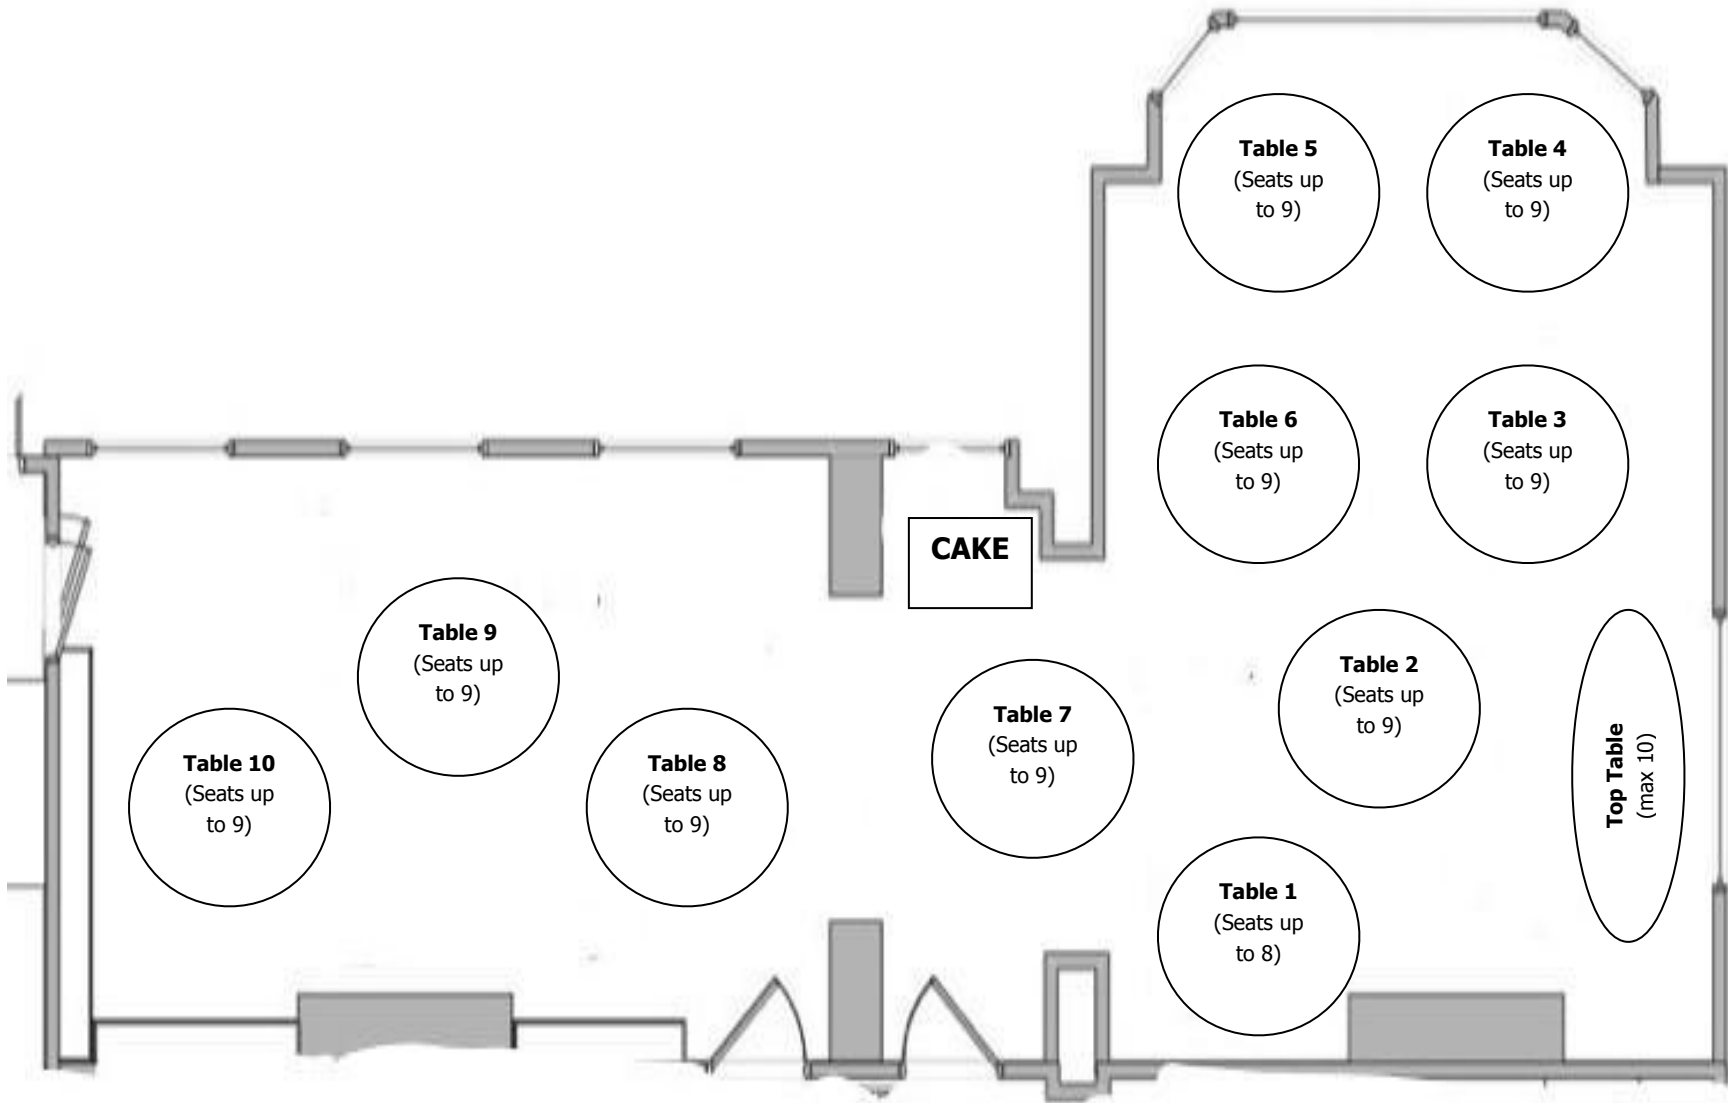 Table 5
(Seats up
to 9)
Table 4
(Seats up
to 9)
Table 6
(Seats up
to 9)
Table 3
(Seats up
to 9)
CAKE
Table 9
(Seats up
to 9)
Table 2
(Seats up
to 9)
Table 10
(Seats up
to 9)
Table 8
(Seats up
to 9)
Table 7
(Seats up
to 9)
Top Table
(max 10)
Table 1
(Seats up
to 8)